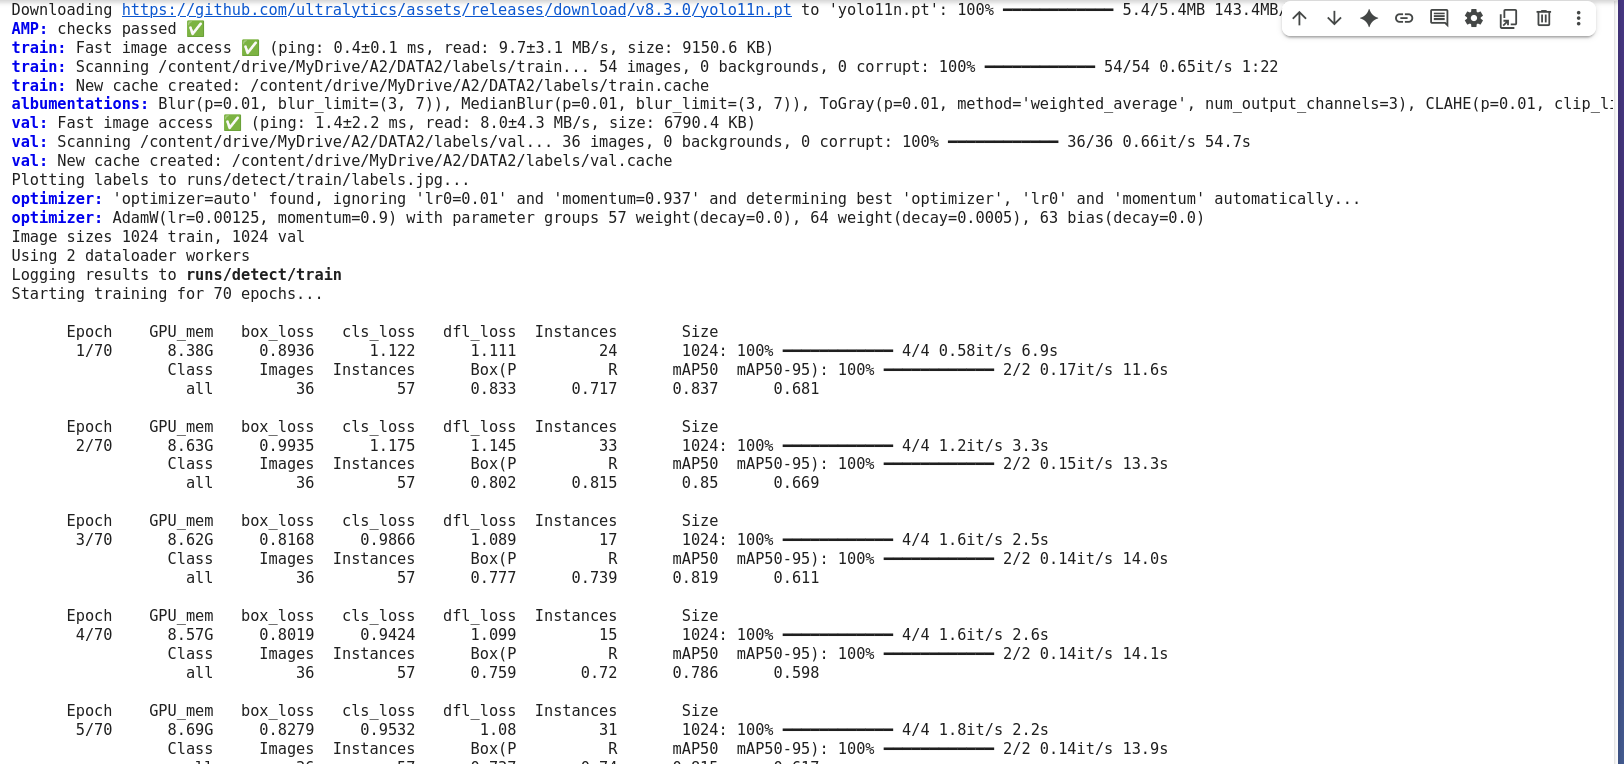 Downloading https://github.com/ultralytics/assets/releases/download/v8.3.0/yolo11n.pt to 'yolo11n.pt': 100% ━━━━━━━━━━━━ 5.4/5.4MB 143.4MB/
AMP: checks passed ✅
train: Fast image access ✅ (ping: 0.4±0.1 ms, read: 9.7±3.1 MB/s, size: 9150.6 KB)
train: Scanning /content/drive/MyDrive/A2/DATA2/labels/train... 54 images, 0 backgrounds, 0 corrupt: 100% ━━━━━━━━━━━━ 54/54 0.65it/s 1:22
train: New cache created: /content/drive/MyDrive/A2/DATA2/labels/train.cache
albumentations: Blur(p=0.01, blur_limit=(3, 7)), MedianBlur(p=0.01, blur_limit=(3, 7)), ToGray(p=0.01, method='weighted_average', num_output_channels=3), CLAHE(p=0.01,
val: Fast image access ✅ (ping: 1.4±2.2 ms, read: 8.0±4.3 MB/s, size: 6790.4 KB)
val: Scanning /content/drive/MyDrive/A2/DATA2/labels/val... 36 images, 0 backgrounds, 0 corrupt: 100% ━━━━━━━━━━━━ 36/36 0.66it/s 54.7s
val: New cache created: /content/drive/MyDrive/A2/DATA2/labels/val.cache
Plotting labels to runs/detect/train/labels.jpg...
optimizer: 'optimizer=auto' found, ignoring 'lr0=0.01' and 'momentum=0.937' and determining best 'optimizer', 'lr0' and 'momentum' automatically...
optimizer: AdamW(lr=0.00125, momentum=0.9) with parameter groups 57 weight(decay=0.0), 64 weight(decay=0.0005), 63 bias(decay=0.0)
Image sizes 1024 train, 1024 val
Using 2 dataloader workers
Logging results to runs/detect/train
Starting training for 70 epochs...
Epoch GPU_mem box_loss cls_loss dfl_loss Instances Size
1/70 8.38G 0.8936 1.122 1.111 24 1024: 100% ━━━━━━━━━━━━ 4/4 0.58it/s 6.9s
Class Images Instances Box(P R mAP50 mAP50-95): 100% ━━━━━━━━━━━━ 2/2 0.17it/s 11.6s
all 36 57 0.833 0.717 0.837 0.681
Epoch GPU_mem box_loss cls_loss dfl_loss Instances Size
2/70 8.63G 0.9935 1.175 1.145 33 1024: 100% ━━━━━━━━━━━━ 4/4 1.2it/s 3.3s
Class Images Instances Box(P R mAP50 mAP50-95): 100% ━━━━━━━━━━━━ 2/2 0.15it/s 13.3s
all 36 57 0.802 0.815 0.85 0.669
Epoch GPU_mem box_loss cls_loss dfl_loss Instances Size
3/70 8.62G 0.8168 0.9866 1.089 17 1024: 100% ━━━━━━━━━━━━ 4/4 1.6it/s 2.5s
Class Images Instances Box(P R mAP50 mAP50-95): 100% ━━━━━━━━━━━━ 2/2 0.14it/s 14.0s
all 36 57 0.777 0.739 0.819 0.611
Epoch GPU_mem box_loss cls_loss dfl_loss Instances Size
4/70 8.57G 0.8019 0.9424 1.099 15 1024: 100% ━━━━━━━━━━━━ 4/4 1.6it/s 2.6s
Class Images Instances Box(P R mAP50 mAP50-95): 100% ━━━━━━━━━━━━ 2/2 0.14it/s 14.1s
all 36 57 0.759 0.72 0.786 0.598
Epoch GPU_mem box_loss cls_loss dfl_loss Instances Size
5/70 8.69G 0.8279 0.9532 1.08 31 1024: 100% ━━━━━━━━━━━━ 4/4 1.8it/s 2.2s
Class Images Instances Box(P R mAP50 mAP50-95): 100% ━━━━━━━━━━━━ 2/2 0.14it/s 13.9s